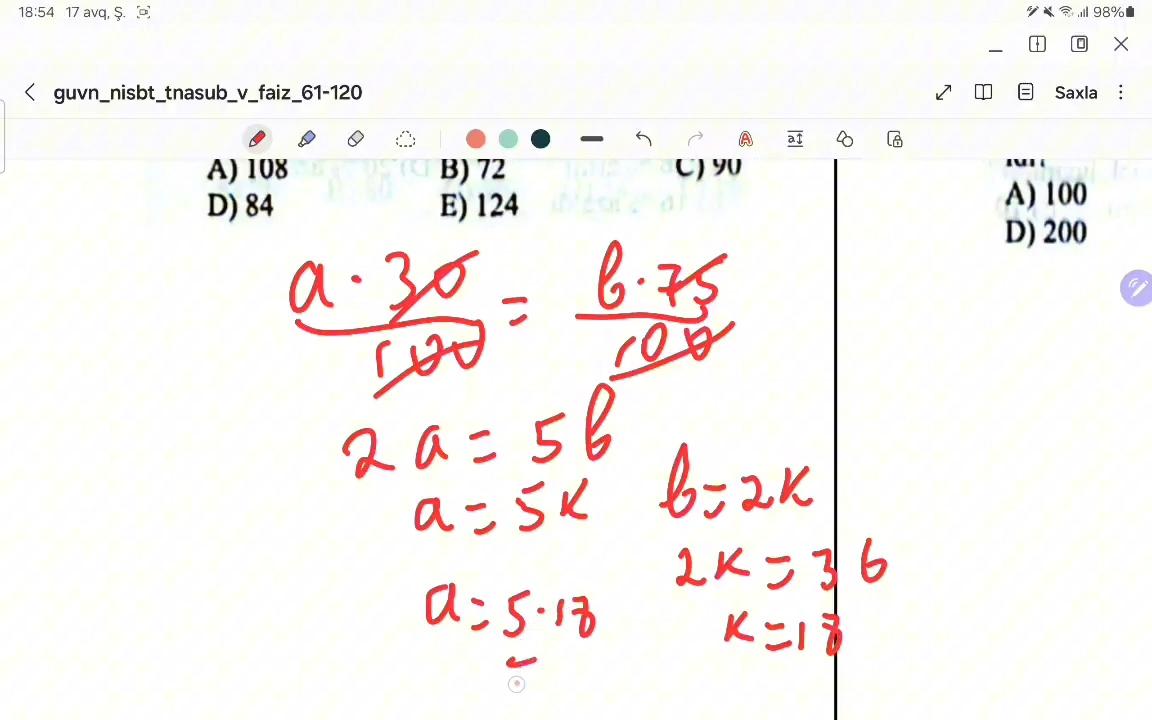 18:54 17 avq, Ş. 98%
guvn_nisbt_tnasub_v_faiz_61-120 Saxla
A) 108 B) 72 C) 90
D) 84 E) 124
A) 100
D) 200
a · 30 = b · 75
100 100
2a = 5b
a = 5k b = 2k
2k = 36
a = 5 · 18 k = 18